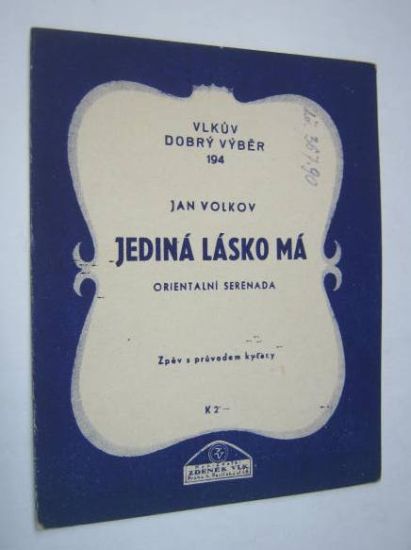 VLKŮV
DOBRÝ VÝBĚR
194
JAN VOLKOV
JEDINÁ LÁSKO MÁ
ORIENTALNÍ SERENADA
Zpěv s průvodem kytary
K 2—
ZDENĚK VLK